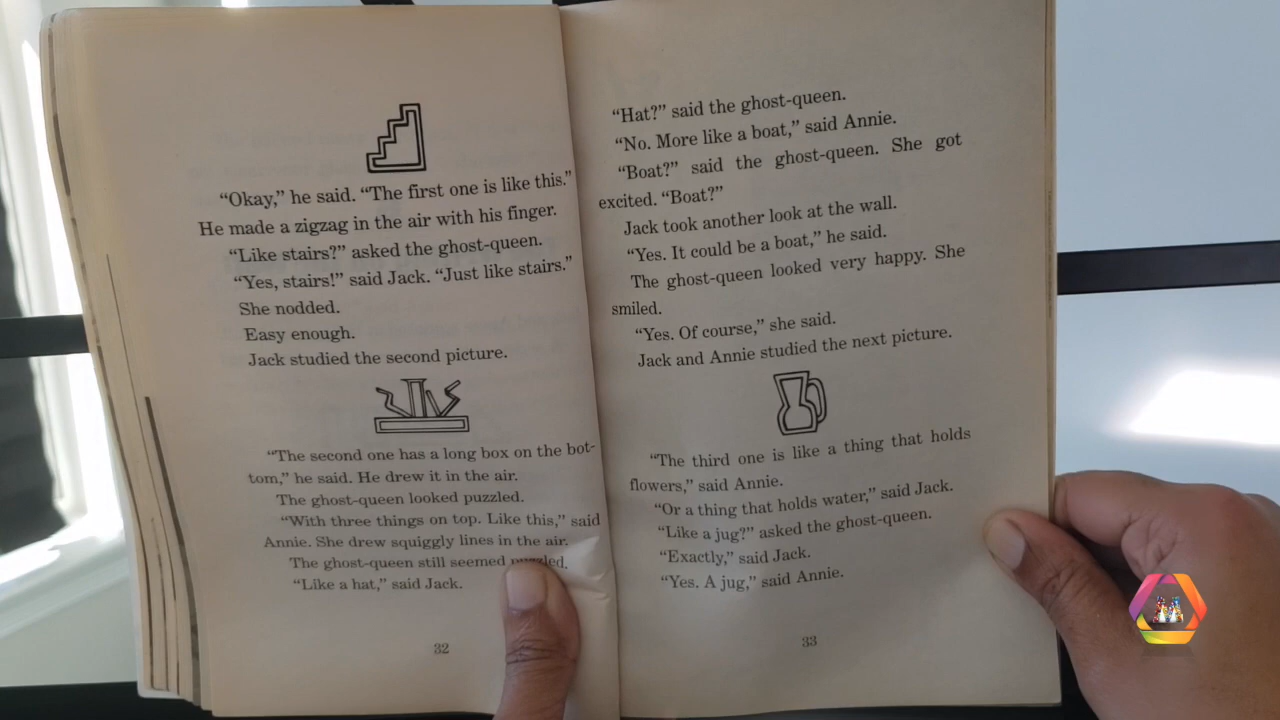 “Okay,” he said. “The first one is like this.”
He made a zigzag in the air with his finger.
“Like stairs?” asked the ghost-queen.
“Yes, stairs!” said Jack. “Just like stairs.”
She nodded.
Easy enough.
Jack studied the second picture.
“The second one has a long box on the bot-
tom,” he said. He drew it in the air.
The ghost-queen looked puzzled.
“With three things on top. Like this,” said
Annie. She drew squiggly lines in the air.
The ghost-queen still seemed puzzled.
“Like a hat,” said Jack.
32
“Hat?” said the ghost-queen.
“No. More like a boat,” said Annie.
“Boat?” said the ghost-queen. She got
excited. “Boat?”
Jack took another look at the wall.
“Yes. It could be a boat,” he said.
The ghost-queen looked very happy. She
smiled.
“Yes. Of course,” she said.
Jack and Annie studied the next picture.
“The third one is like a thing that holds
flowers,” said Annie.
“Or a thing that holds water,” said Jack.
“Like a jug?” asked the ghost-queen.
“Exactly,” said Jack.
“Yes. A jug,” said Annie.
33